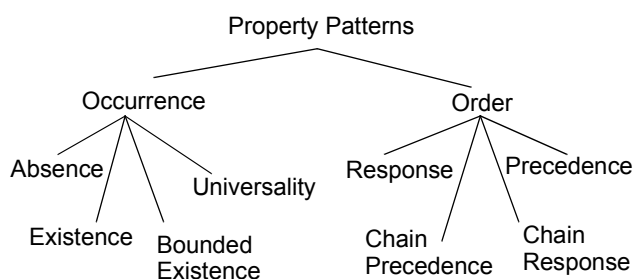 Property Patterns
Occurrence
Order
Absence
Universality
Response
Precedence
Existence
Bounded
Existence
Chain
Precedence
Chain
Response